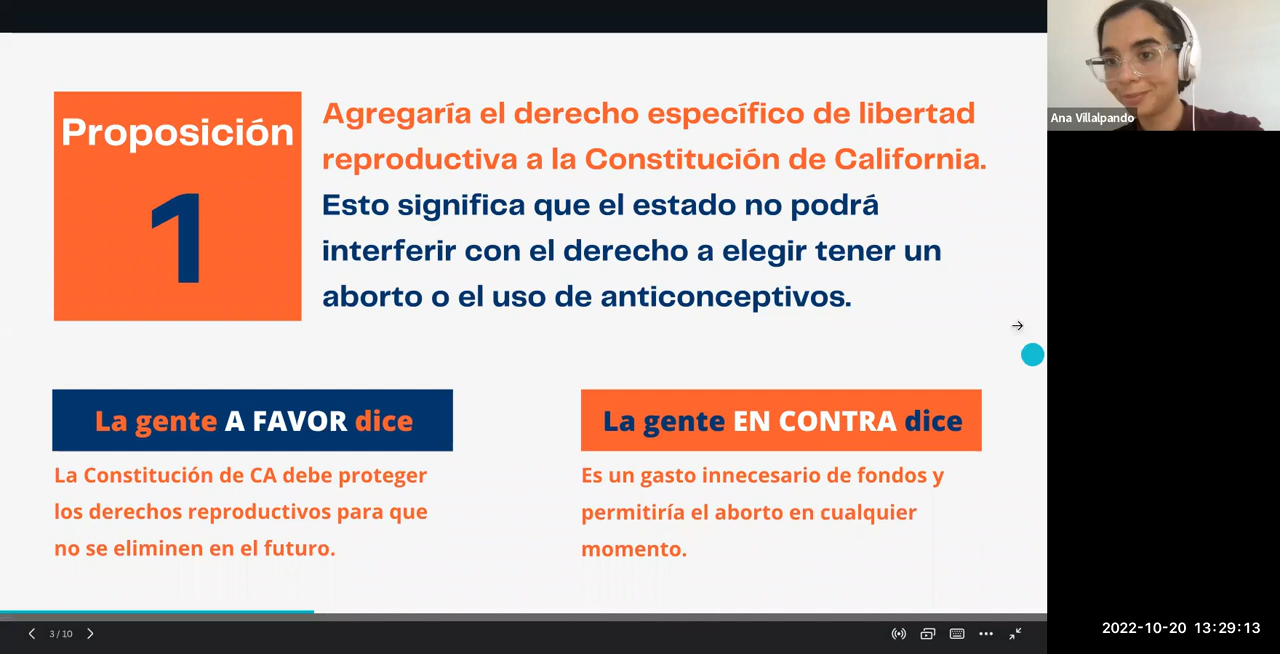 Proposición
1
Agregaría el derecho específico de libertad
reproductiva a la Constitución de California.
Esto significa que el estado no podrá
interferir con el derecho a elegir tener un
aborto o el uso de anticonceptivos.
La gente A FAVOR dice
La Constitución de CA debe proteger
los derechos reproductivos para que
no se eliminen en el futuro.
La gente EN CONTRA dice
Es un gasto innecesario de fondos y
permitiría el aborto en cualquier
momento.
Ana Villalpando
3 / 10
2022-10-20 13:29:13